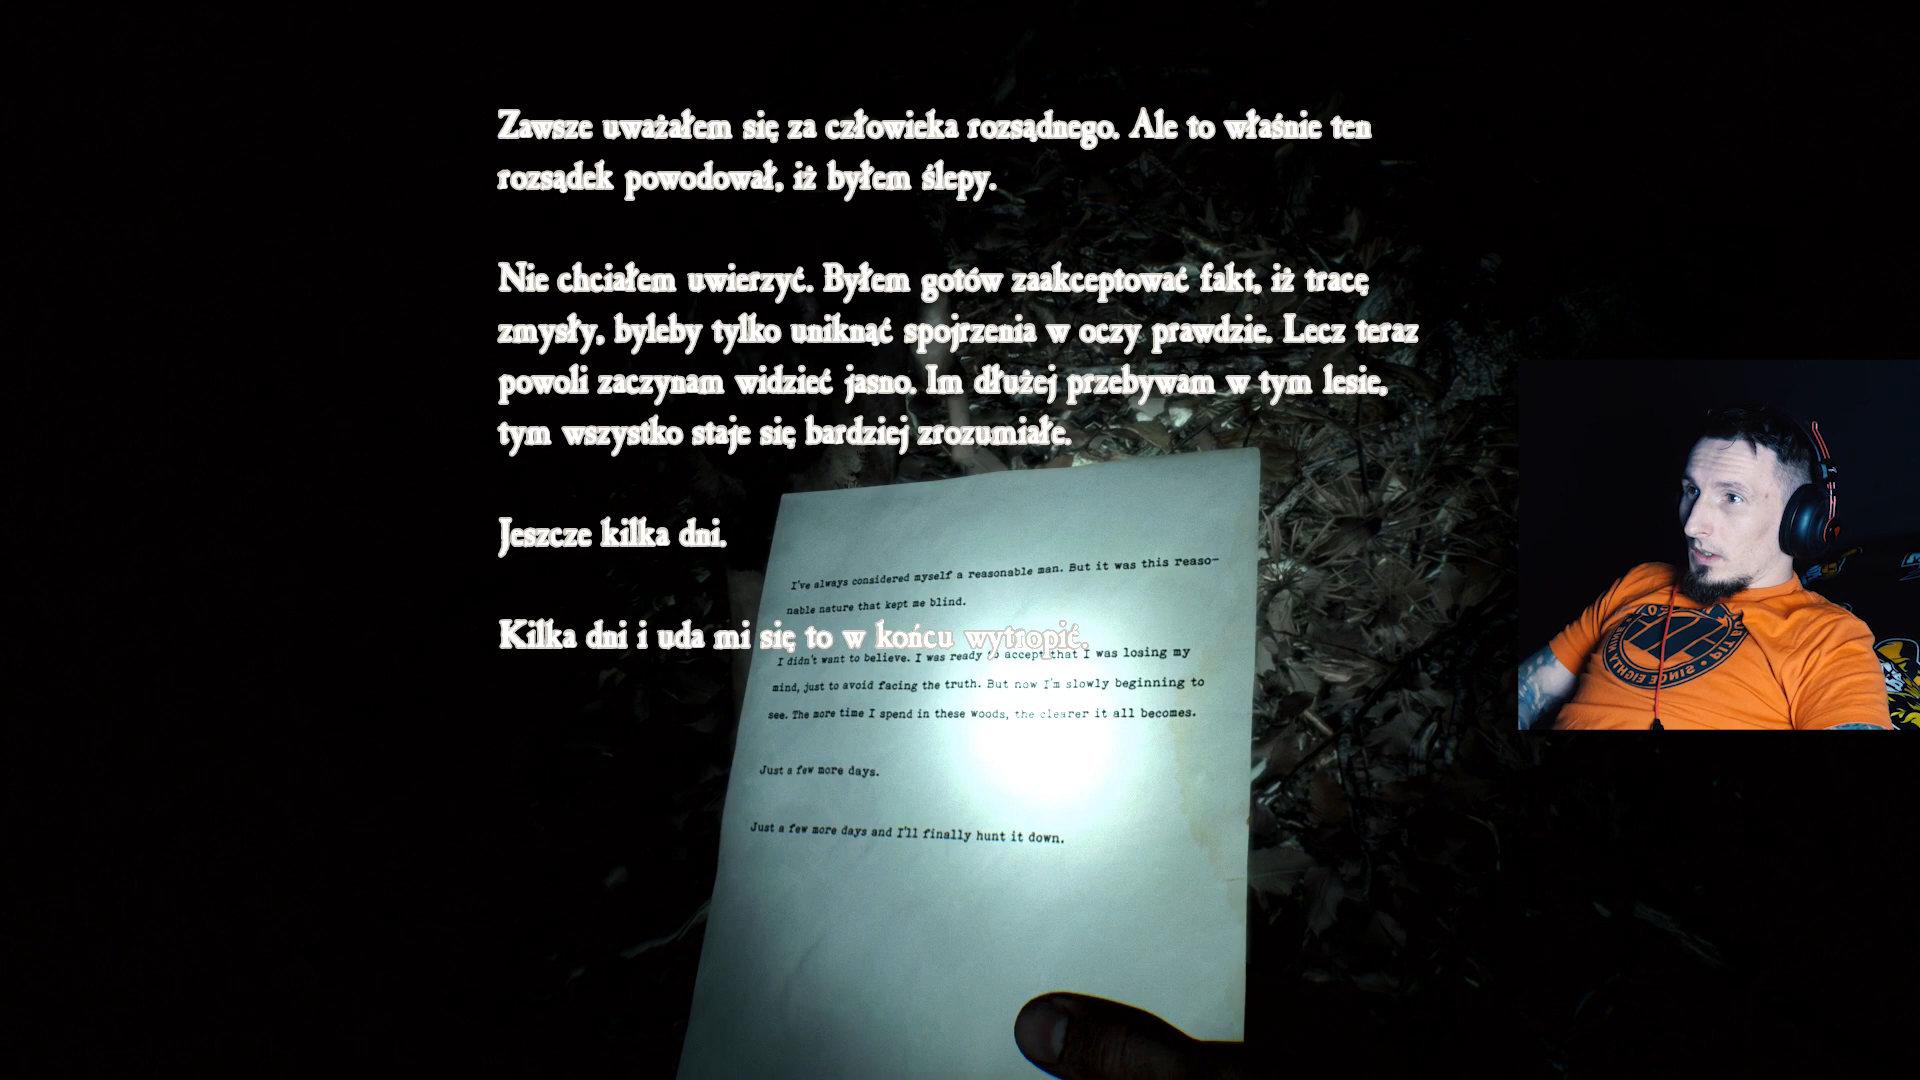 Zawsze uważałem się za człowieka rozsądnego. Ale to właśnie ten
rozsądek powodował, iż byłem ślepy.
Nie chciałem uwierzyć. Byłem gotów zaakceptować fakt, iż tracę
zmysły, byleby tylko uniknąć spojrzenia w oczy prawdzie. Lecz teraz
powoli zaczynam widzieć jasno. Im dłużej przebywam w tym lesie,
tym wszystko staje się bardziej zrozumiałe.
Jeszcze kilka dni.
Kilka dni i uda mi się to w końcu wytropić.
I've always considered myself a reasonable man. But it was this reaso-
nable nature that kept me blind.
I didn't want to believe. I was ready to accept that I was losing my
mind, just to avoid facing the truth. But now I'm slowly beginning to
see. The more time I spend in these woods, the clearer it all becomes.
Just a few more days.
Just a few more days and I'll finally hunt it down.
SINCE EIGHTY